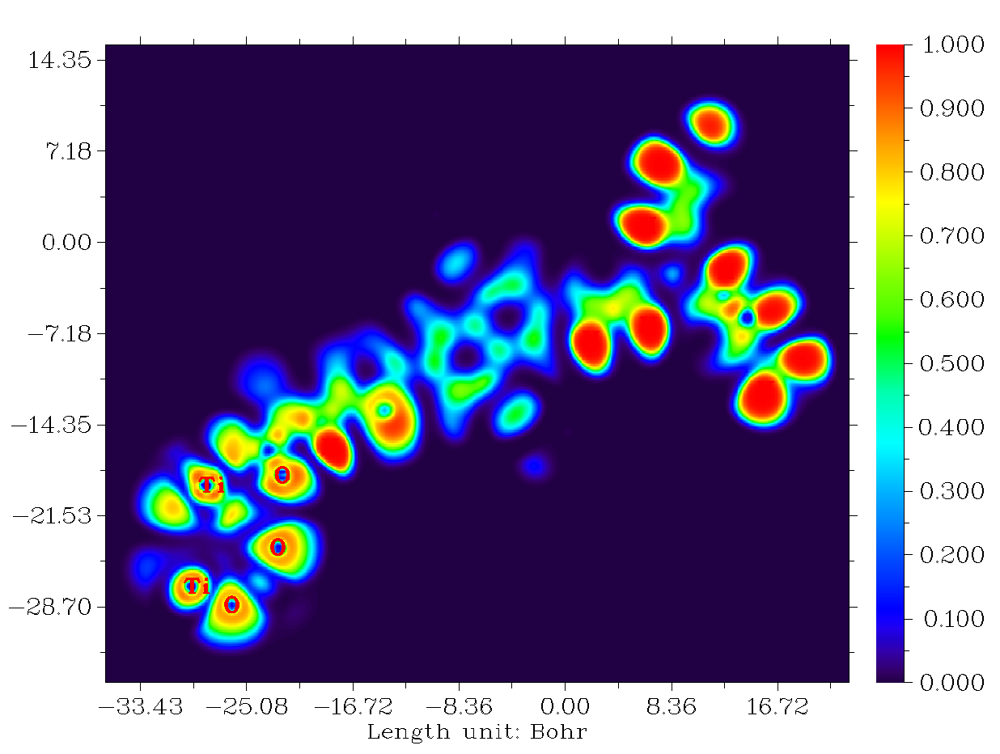 14.35
7.18
0.00
−7.18
−14.35
−21.53
−28.70
Ti
O
O
Ti
O
1.000
0.900
0.800
0.700
0.600
0.500
0.400
0.300
0.200
0.100
0.000
−33.43 −25.08 −16.72 −8.36 0.00 8.36 16.72
Length unit: Bohr